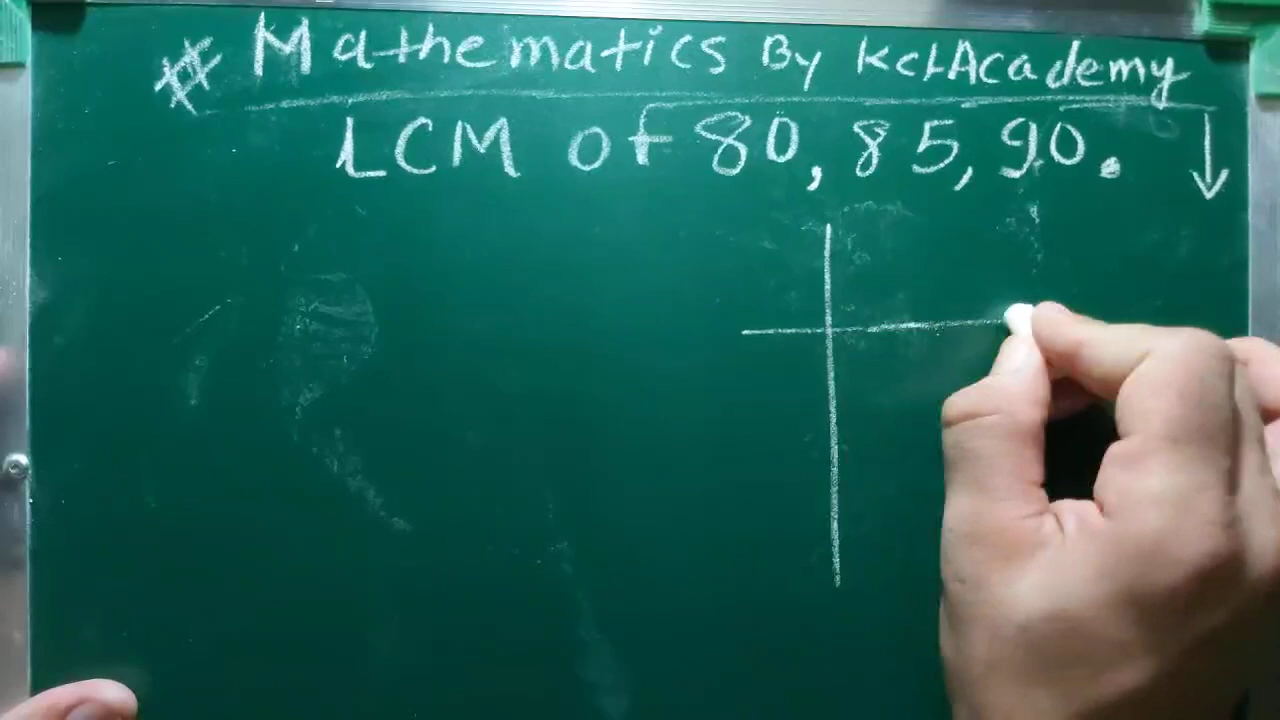 # Mathematics By KclAcademy
LCM of 80, 85, 90.